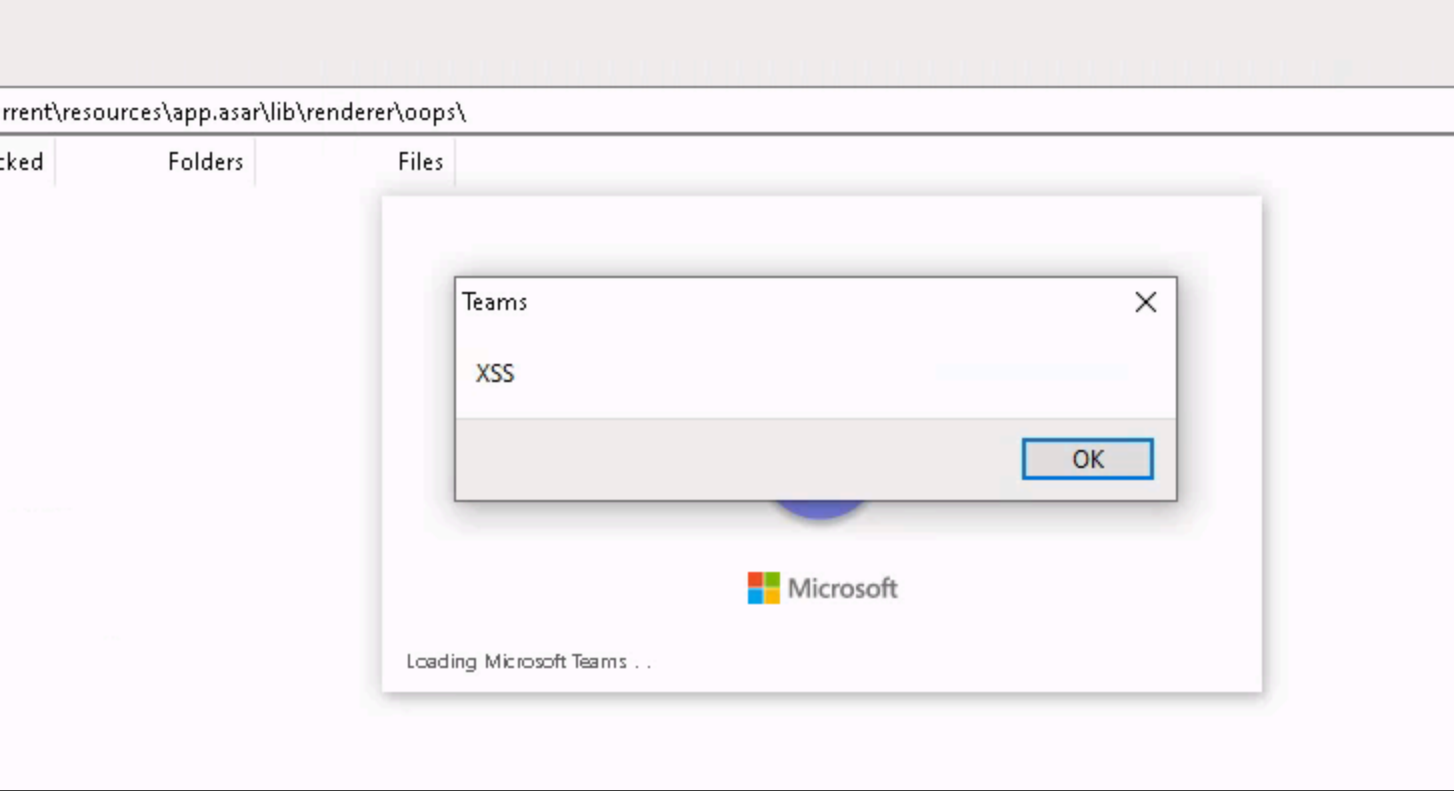 rrent\resources\app.asar\lib\renderer\oops\
cked Folders Files
Teams
XSS
OK
Microsoft
Loading Microsoft Teams . .